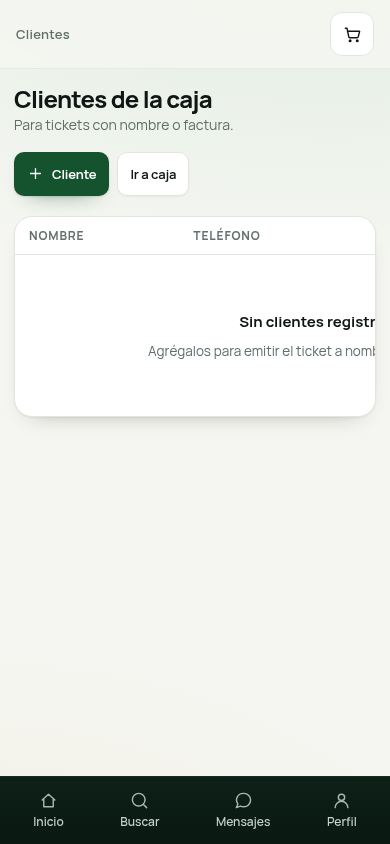 Clientes
Clientes de la caja
Para tickets con nombre o factura.
Cliente
Ir a caja
NOMBRE
TELÉFONO
Sin clientes registr
Agrégalos para emitir el ticket a nomb
Inicio
Buscar
Mensajes
Perfil